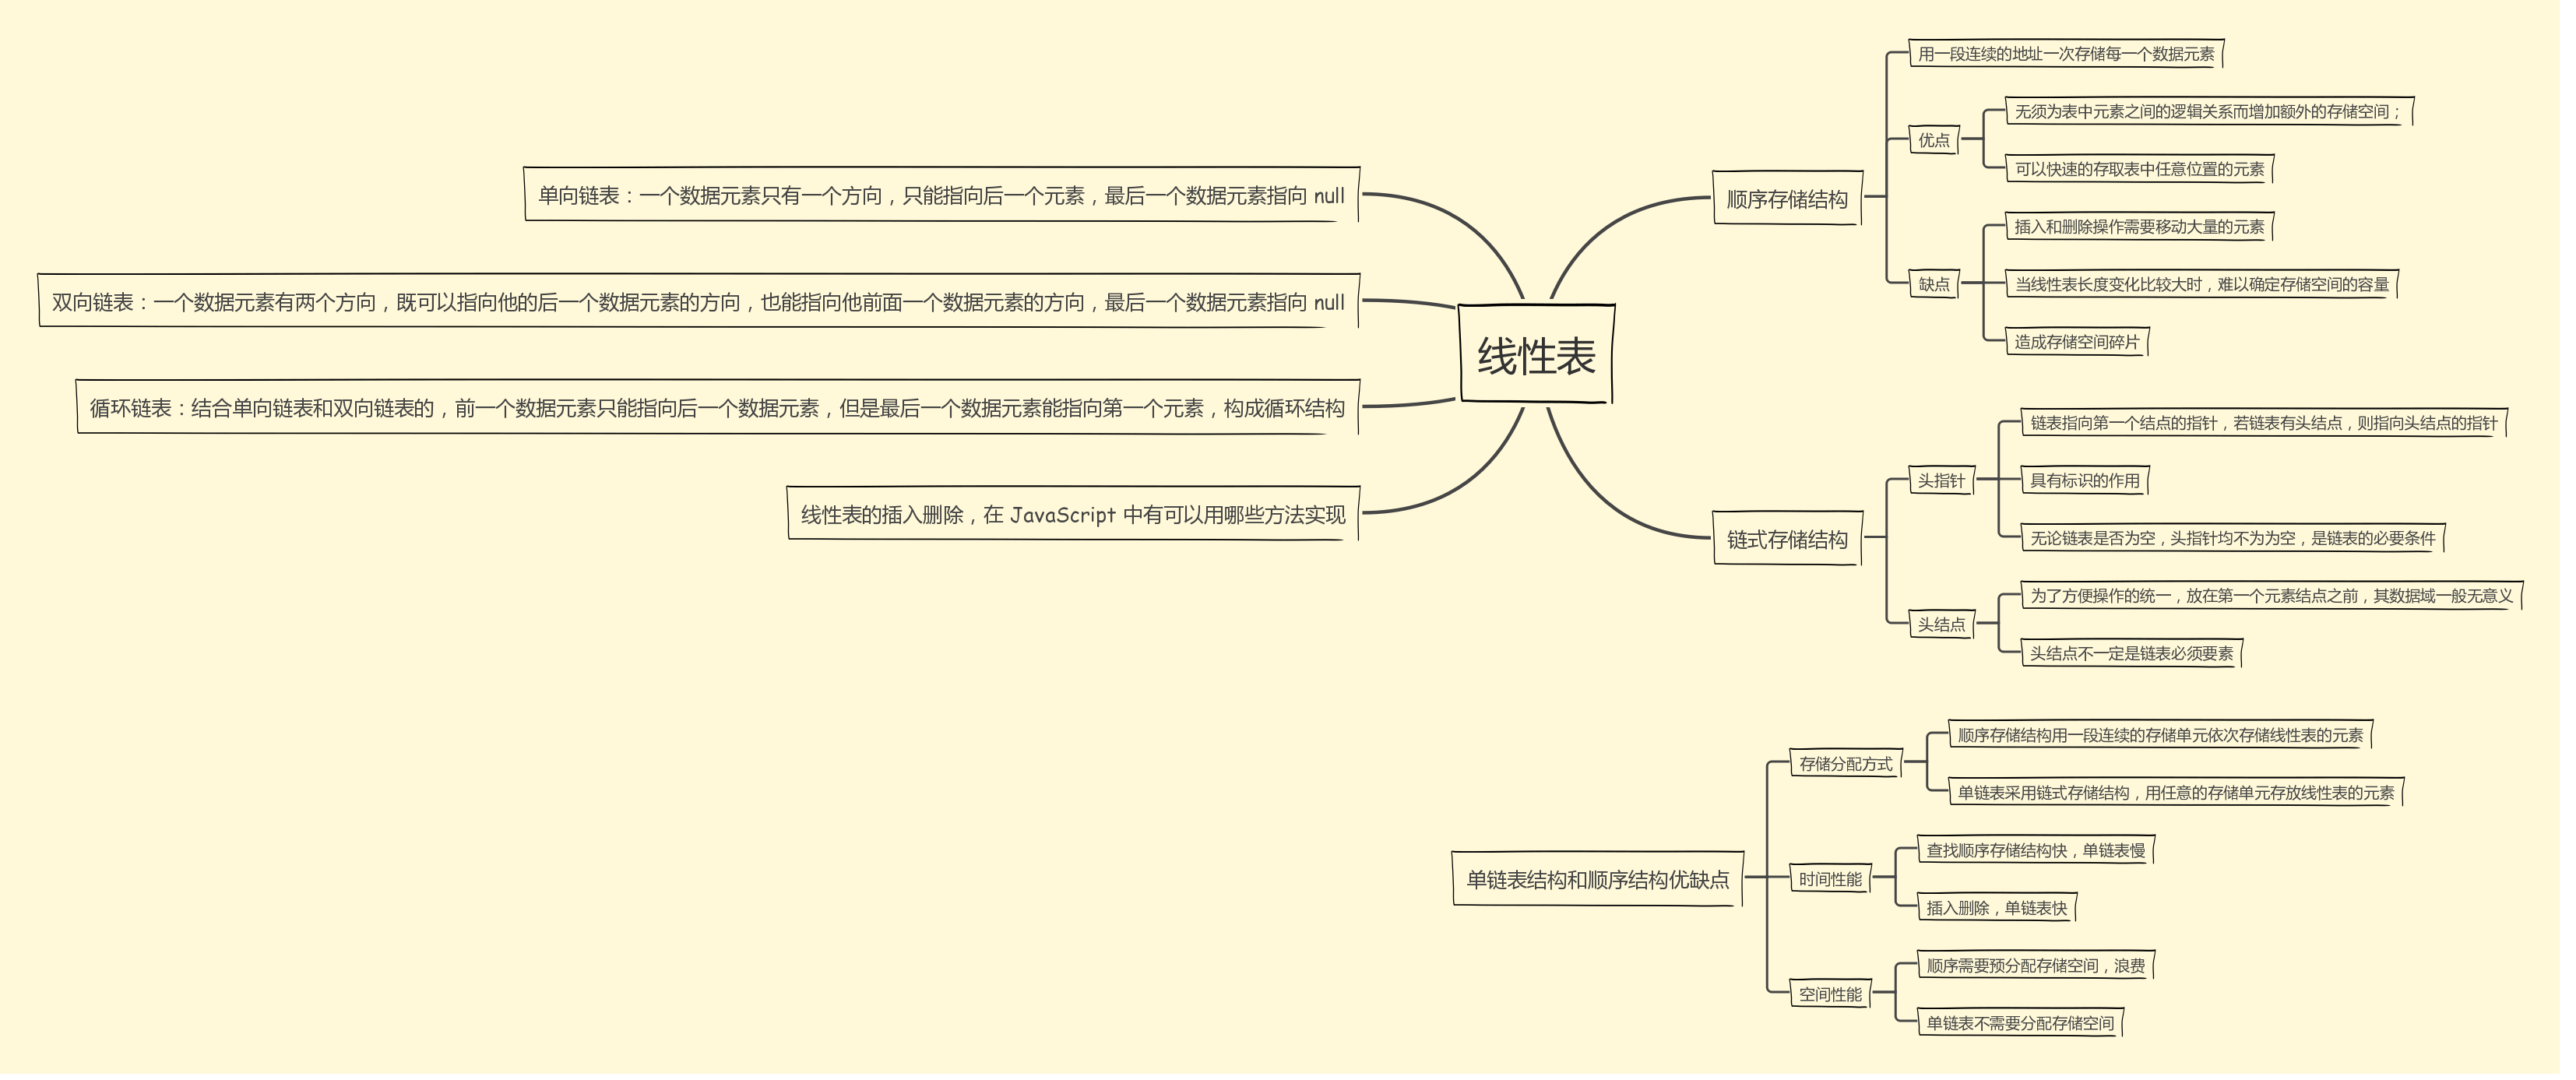 线性表
顺序存储结构
用一段连续的地址一次存储每一个数据元素
优点
无须为表中元素之间的逻辑关系而增加额外的存储空间；
可以快速的存取表中任意位置的元素
缺点
插入和删除操作需要移动大量的元素
当线性表长度变化比较大时，难以确定存储空间的容量
造成存储空间碎片
链式存储结构
头指针
链表指向第一个结点的指针，若链表有头结点，则指向头结点的指针
具有标识的作用
无论链表是否为空，头指针均不为为空，是链表的必要条件
头结点
为了方便操作的统一，放在第一个元素结点之前，其数据域一般无意义
头结点不一定是链表必须要素
单向链表：一个数据元素只有一个方向，只能指向后一个元素，最后一个数据元素指向 null
双向链表：一个数据元素有两个方向，既可以指向他的后一个数据元素的方向，也能指向他前面一个数据元素的方向，最后一个数据元素指向 null
循环链表：结合单向链表和双向链表的，前一个数据元素只能指向后一个数据元素，但是最后一个数据元素能指向第一个元素，构成循环结构
线性表的插入删除，在 JavaScript 中有可以用哪些方法实现
单链表结构和顺序结构优缺点
存储分配方式
顺序存储结构用一段连续的存储单元依次存储线性表的元素
单链表采用链式存储结构，用任意的存储单元存放线性表的元素
时间性能
查找顺序存储结构快，单链表慢
插入删除，单链表快
空间性能
顺序需要预分配存储空间，浪费
单链表不需要分配存储空间